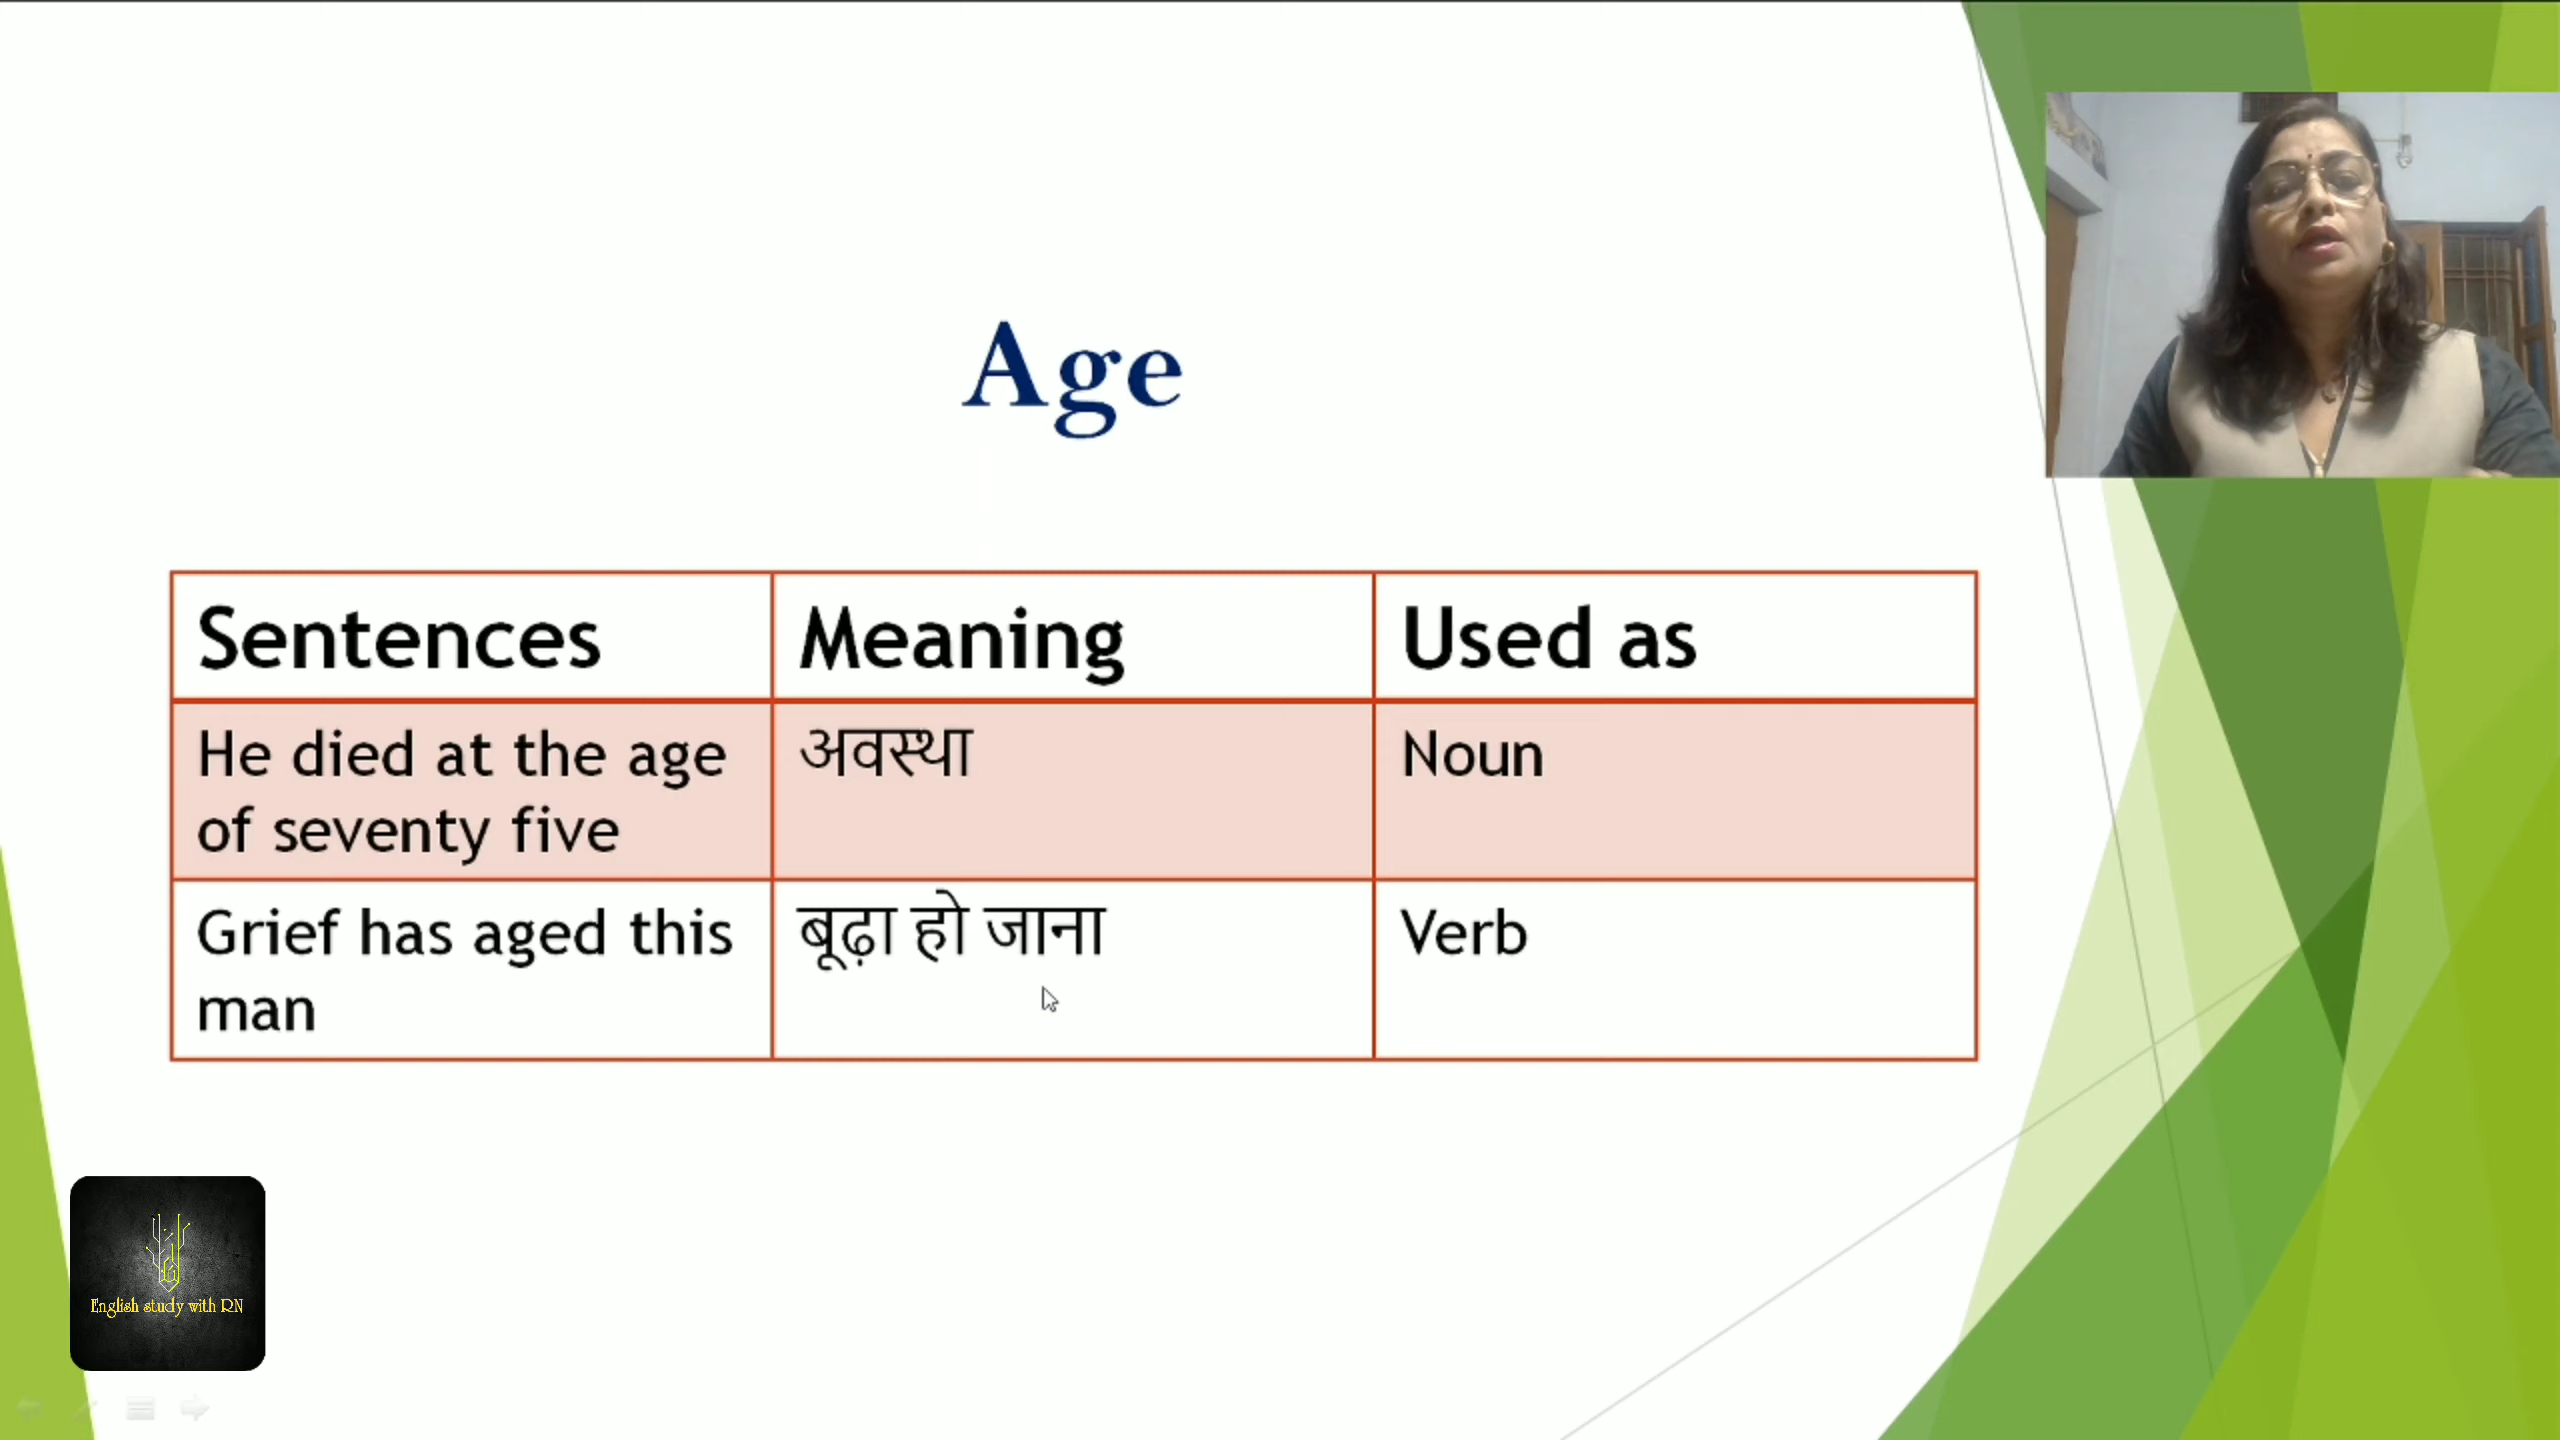 Age
Sentences Meaning Used as
He died at the age अवस्था Noun
of seventy five
Grief has aged this बूढ़ा हो जाना Verb
man
English study with RN